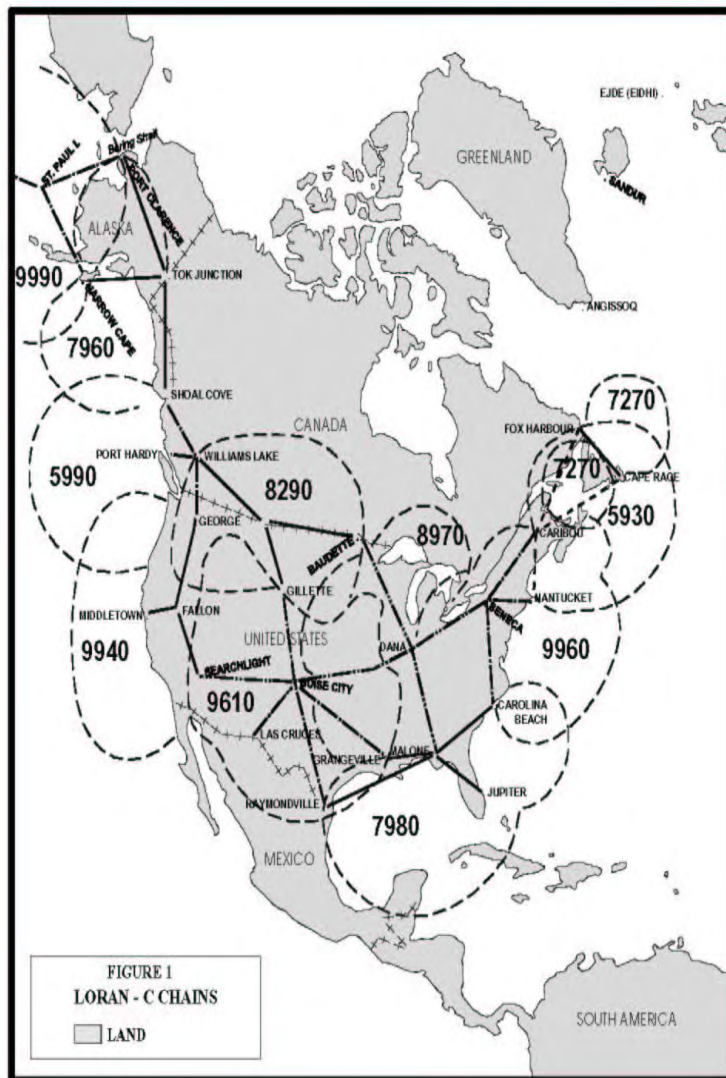 EJDE (EIDHI)
GREENLAND
SANDUR
Bering Strait
ST. PAUL I.
PORT CLARENCE
ALASKA
9990
TOK JUNCTION
NARROW CAPE
ANGISSOQ
7960
SHOAL COVE
7270
CANADA
FOX HARBOUR
PORT HARDY
WILLIAMS LAKE
7270
CAPE RACE
5990
8290
5930
GEORGE
8970
CARIBOU
BAUDETTE
GILLETTE
NANTUCKET
MIDDLETOWN
FALLON
SENECA
UNITED STATES
DANA
9940
9960
SEARCHLIGHT
BOISE CITY
9610
CAROLINA
BEACH
LAS CRUCES
GRANGEVILLE
MALONE
JUPITER
RAYMONDVILLE
7980
MEXICO
FIGURE 1
LORAN - C CHAINS
LAND
SOUTH AMERICA